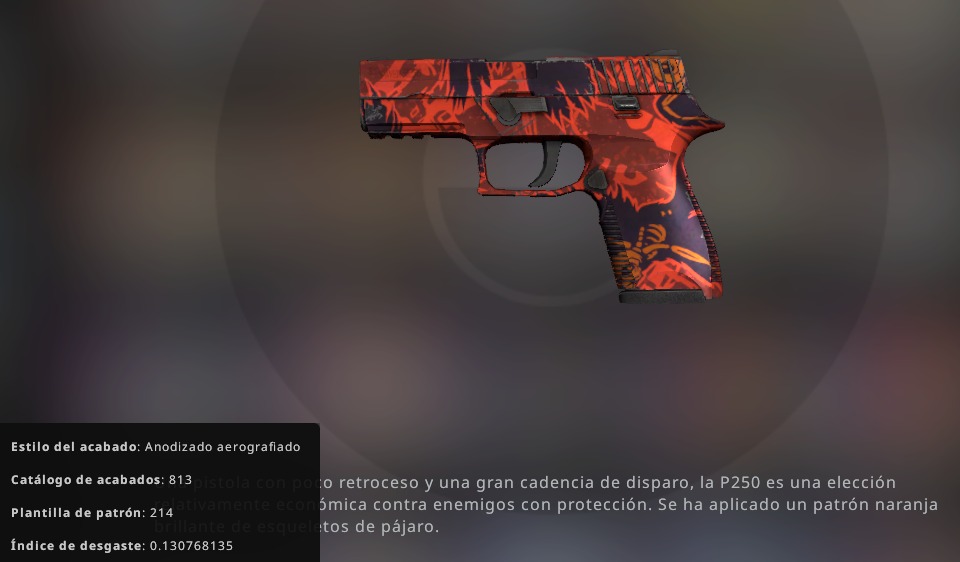 Estilo del acabado: Anodizado aerografiado
Catálogo de acabados: 813
pistola con poco retroceso y una gran cadencia de disparo, la P250 es una elección
relativamente económica contra enemigos con protección. Se ha aplicado un patrón naranja
Plantilla de patrón: 214
brillante de esqueletos de pájaro.
Índice de desgaste: 0.130768135